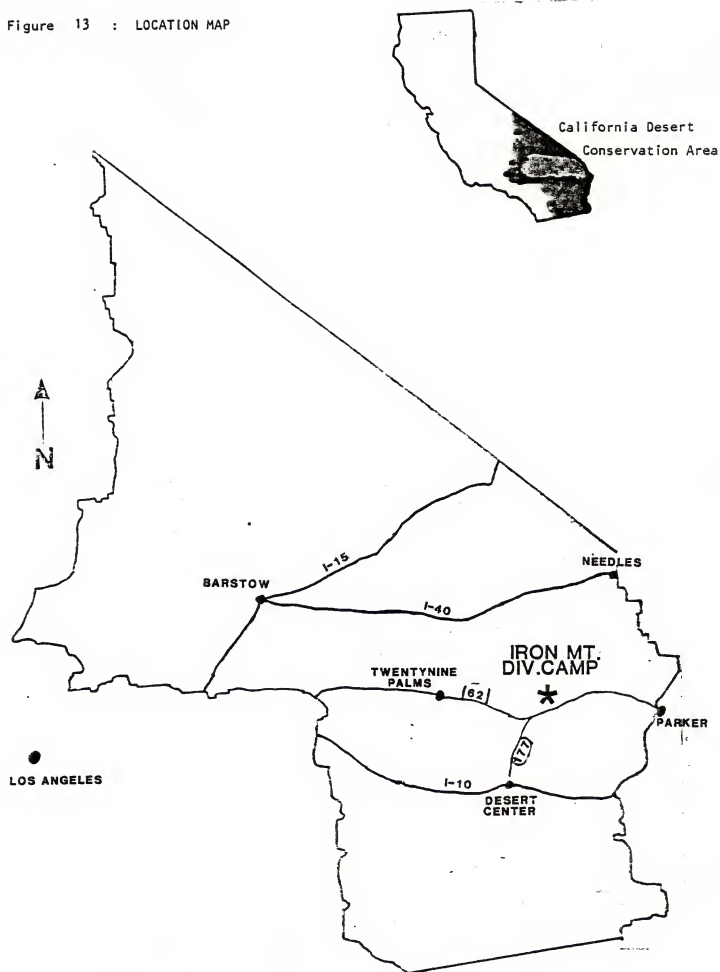 Figure 13 : LOCATION MAP
California Desert
Conservation Area
N
I-15
NEEDLES
BARSTOW
I-40
IRON MT.
DIV.CAMP
TWENTYNINE
PALMS
62
PARKER
177
LOS ANGELES
I-10
DESERT
CENTER